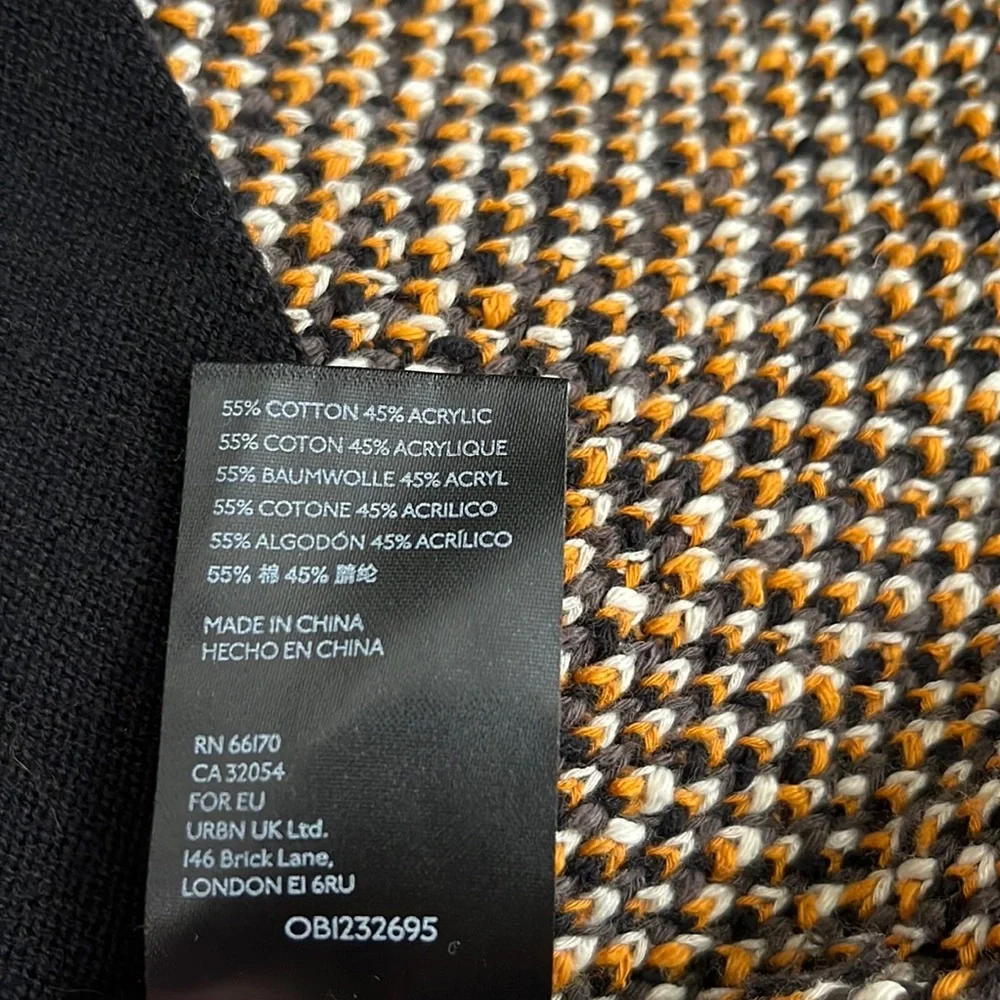 55% COTTON 45% ACRYLIC
55% COTON 45% ACRYLIQUE
55% BAUMWOLLE 45% ACRYL
55% COTONE 45% ACRILICO
55% ALGODÓN 45% ACRÍLICO
55% 棉 45% 腈纶
MADE IN CHINA
HECHO EN CHINA
RN 66170
CA 32054
FOR EU
URBN UK Ltd.
146 Brick Lane,
LONDON E1 6RU
OB1232695